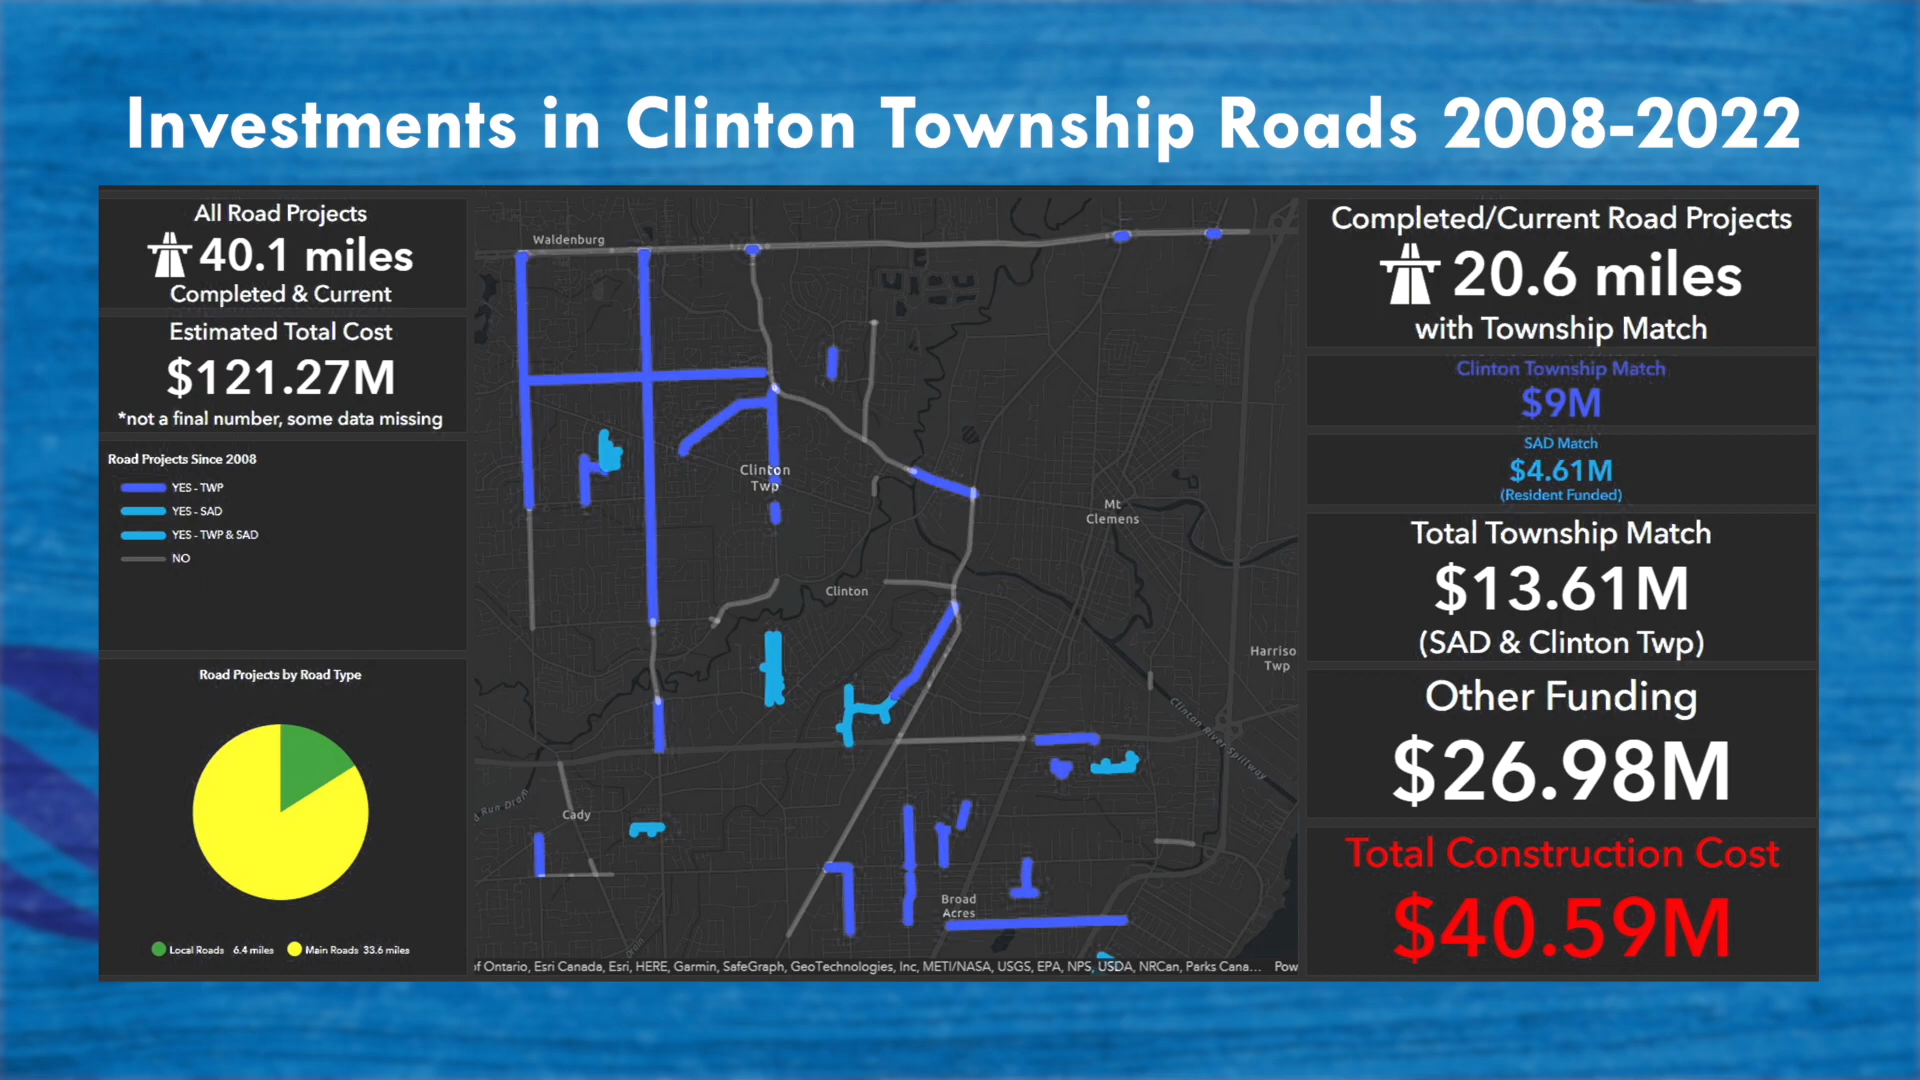 Investments in Clinton Township Roads 2008-2022
All Road Projects
40.1 miles
Completed & Current
Estimated Total Cost
$121.27M
*not a final number, some data missing
Road Projects Since 2008
YES - TWP
YES - SAD
YES - TWP & SAD
NO
Road Projects by Road Type
Local Roads 6.4 miles
Main Roads 33.6 miles
Waldenburg
Clinton
Twp
Mt
Clemens
Clinton
Harriso
Twp
Clinton River Spillway
d Run Drain
Cady
Broad
Acres
Drain
of Ontario, Esri Canada, Esri, HERE, Garmin, SafeGraph, GeoTechnologies, Inc, METI/NASA, USGS, EPA, NPS, USDA, NRCan, Parks Cana... Pow
Completed/Current Road Projects
20.6 miles
with Township Match
Clinton Township Match
$9M
SAD Match
$4.61M
(Resident Funded)
Total Township Match
$13.61M
(SAD & Clinton Twp)
Other Funding
$26.98M
Total Construction Cost
$40.59M